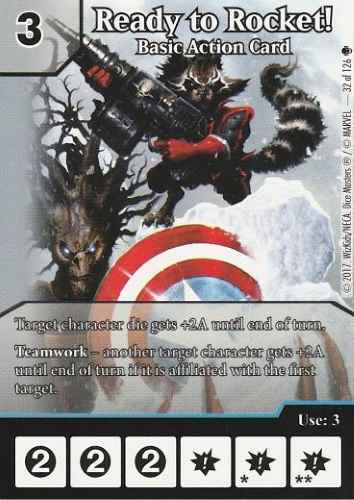 3
Ready to Rocket!
Basic Action Card
© 2017 WizKids/NECA. Dice Masters ® / © MARVEL — 32 of 126
Target character die gets +2A until end of turn.
Teamwork – another target character gets +2A
until end of turn if it is affiliated with the first
target.
Use: 3
2 2 2 ! ! !
* **